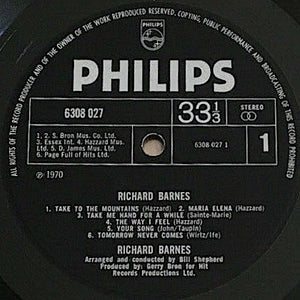 ALL RIGHTS OF THE RECORD PRODUCER AND OF THE OWNER OF THE WORK REPRODUCED RESERVED. COPYING, PUBLIC PERFORMANCE AND BROADCASTING OF THIS RECORD PROHIBITED
PHILIPS
PHILIPS
6308 027
33 1/3
STEREO
1. 2. S. Bron Mus. Co. Ltd.
3. Essex Int. 4. Hazzard Mus.
Ltd. 5. D. James Mus. Ltd.
6. Page Full of Hits Ltd.
6308 027 1
1
℗ 1970
RICHARD BARNES
1. TAKE TO THE MOUNTAINS (Hazzard) 2. MARIA ELENA (Hazzard)
3. TAKE ME HAND FOR A WHILE (Sainte-Marie)
4. THE WAY I FEEL (Hazzard)
5. YOUR SONG (John/Taupin)
6. TOMORROW NEVER COMES (Wirtz/Ife)
RICHARD BARNES
Arranged and conducted by Bill Shepherd
Produced by: Gerry Bron for Hit
Records Productions Ltd.